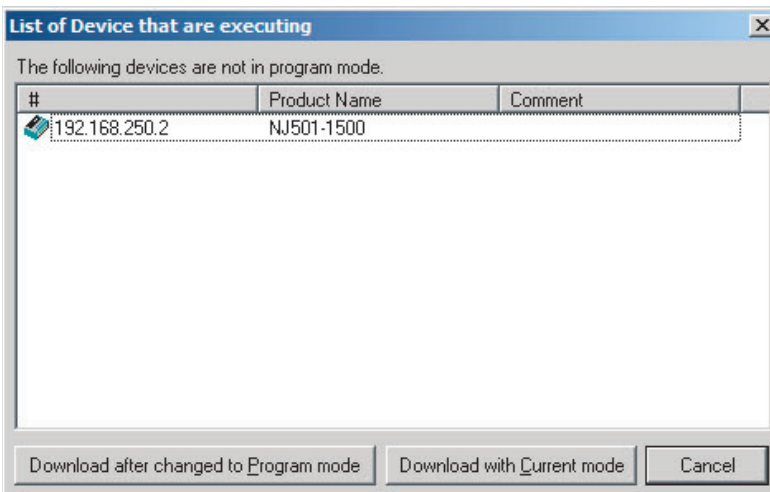 List of Device that are executing
The following devices are not in program mode.
# Product Name Comment
192.168.250.2 NJ501-1500
Download after changed to Program mode Download with Current mode Cancel